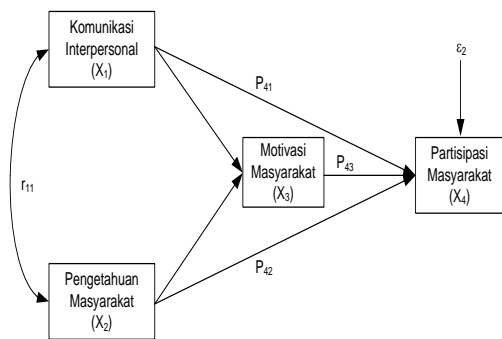 Komunikasi
Interpersonal
(X1)
ε2
P41
Motivasi
Masyarakat
(X3)
P43
Partisipasi
Masyarakat
(X4)
r11
P42
Pengetahuan
Masyarakat
(X2)